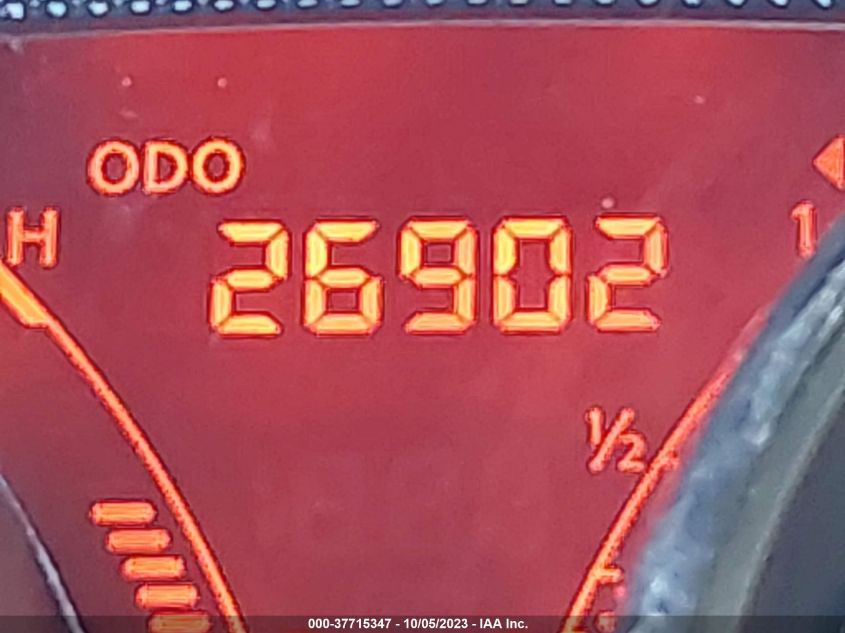 ODO
H 26902 1
1/2
000-37715347 - 10/05/2023 - IAA Inc.